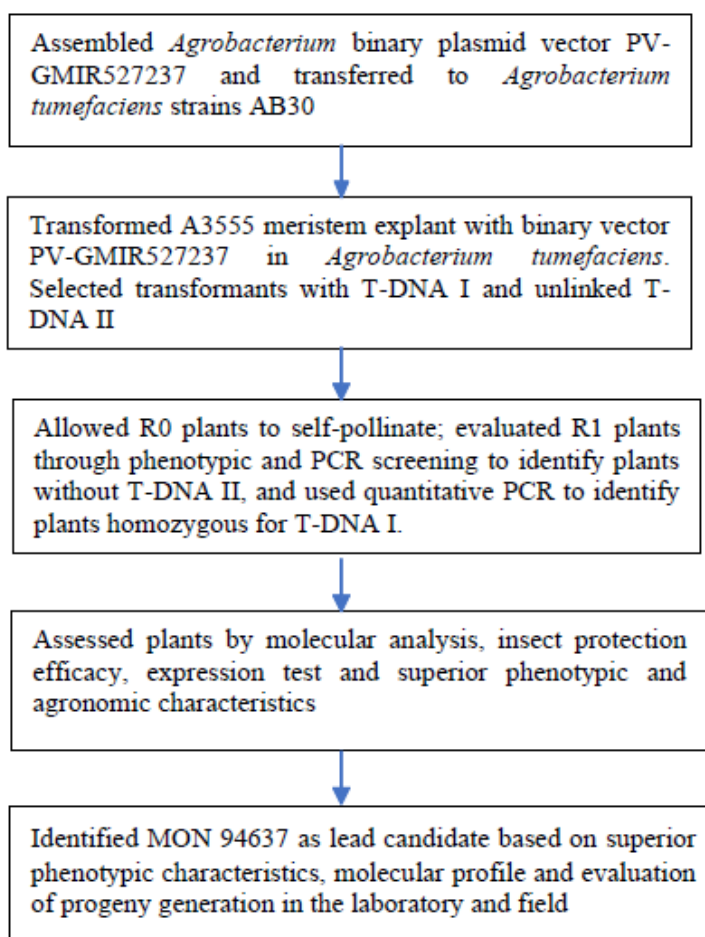 Assembled Agrobacterium binary plasmid vector PV-
GMIR527237 and transferred to Agrobacterium
tumefaciens strains AB30
Transformed A3555 meristem explant with binary vector
PV-GMIR527237 in Agrobacterium tumefaciens.
Selected transformants with T-DNA I and unlinked T-
DNA II
Allowed R0 plants to self-pollinate; evaluated R1 plants
through phenotypic and PCR screening to identify plants
without T-DNA II, and used quantitative PCR to identify
plants homozygous for T-DNA I.
Assessed plants by molecular analysis, insect protection
efficacy, expression test and superior phenotypic and
agronomic characteristics
Identified MON 94637 as lead candidate based on superior
phenotypic characteristics, molecular profile and evaluation
of progeny generation in the laboratory and field